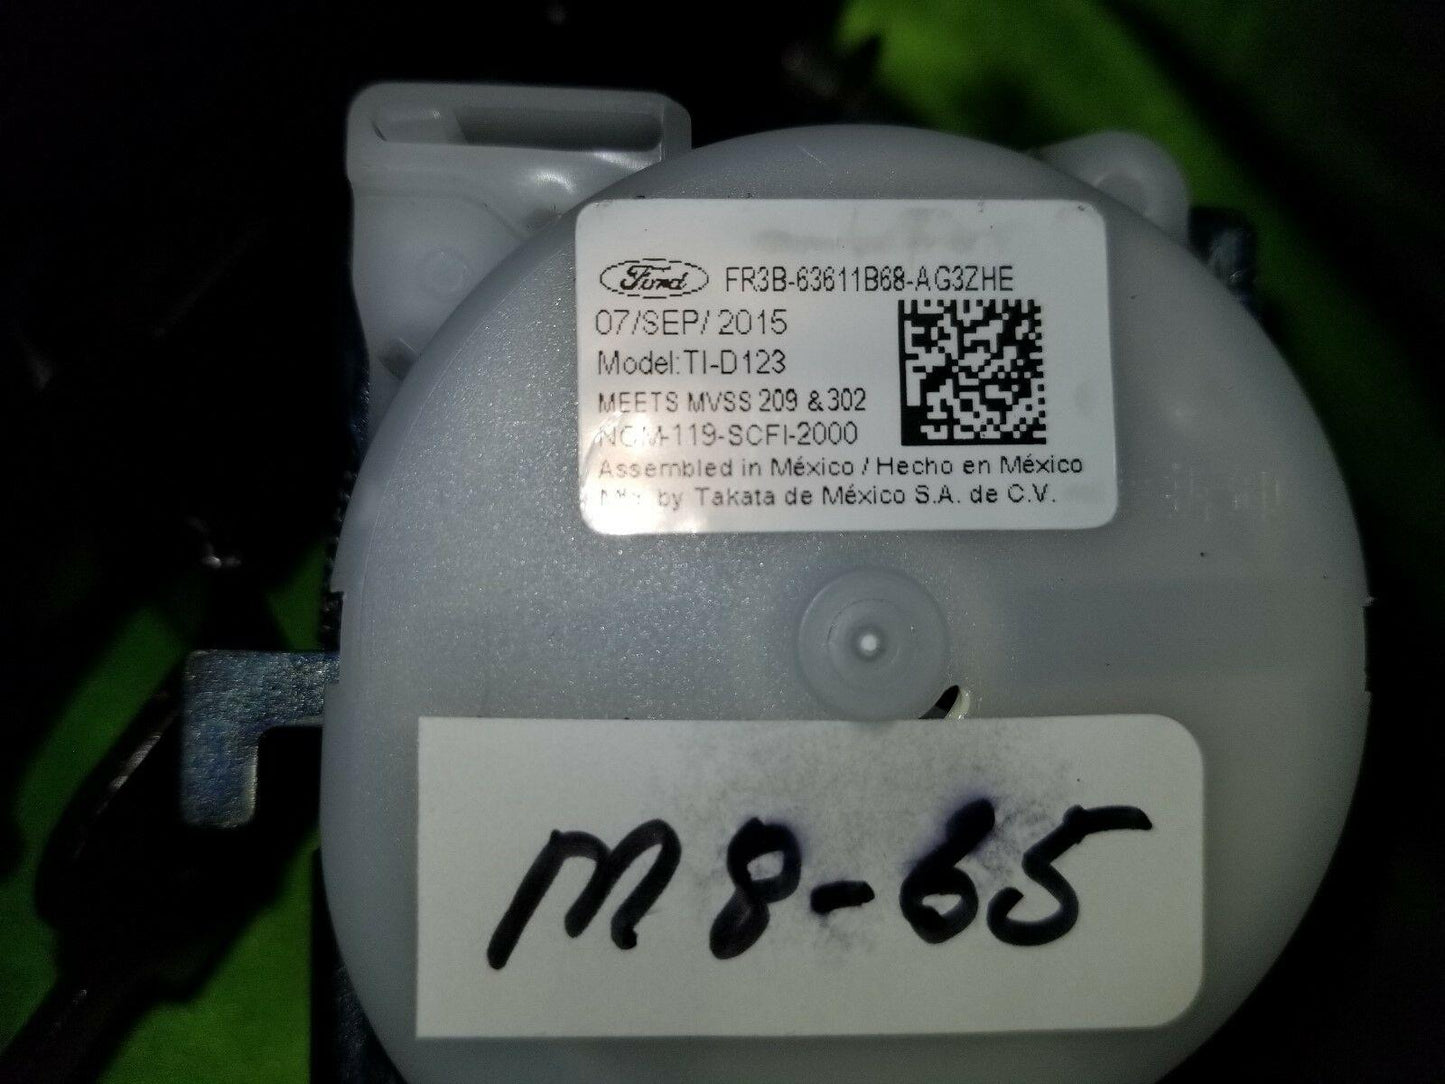 Ford FR3B-63611B68-AG3ZHE
07/SEP/ 2015
Model:TI-D123
MEETS MVSS 209 & 302
NOM-119-SCFI-2000
Assembled in México / Hecho en México
by Takata de México S.A. de C.V.
M8-65